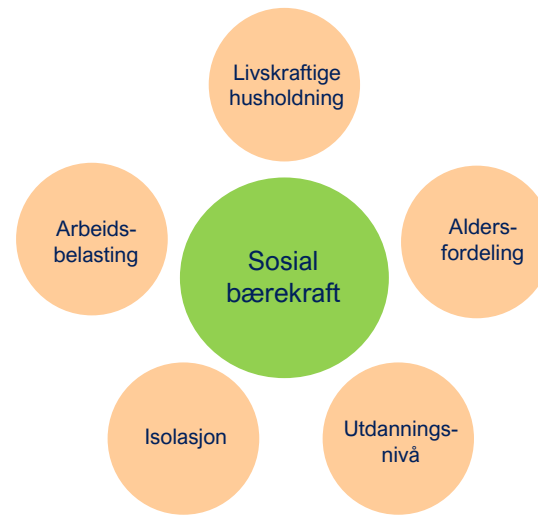 Livskraftige
husholdning
Arbeids-
belasting
Alders-
fordeling
Sosial
bærekraft
Isolasjon
Utdannings-
nivå